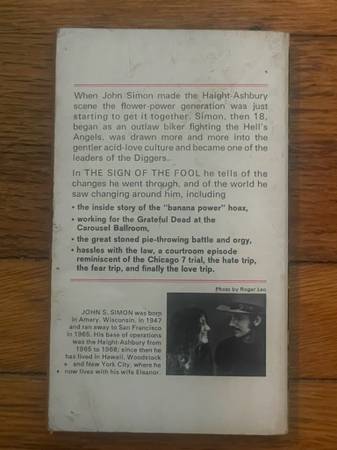 When John Simon made the Haight-Ashbury
scene the flower-power generation was just
starting to get it together. Simon, then 18,
began as an outlaw biker fighting the Hell's
Angels, was drawn more and more into the
gentler acid-love culture and became one of the
leaders of the Diggers.
In THE SIGN OF THE FOOL he tells of the
changes he went through, and of the world he
saw changing around him, including
• the inside story of the "banana power" hoax,
• working for the Grateful Dead at the
Carousel Ballroom,
• the great stoned pie-throwing battle and orgy,
• hassles with the law, a courtroom episode
reminiscent of the Chicago 7 trial, the hate trip,
the fear trip, and finally the love trip.
Photo by Roger Leo
JOHN S. SIMON was born
in Amary, Wisconsin, in 1947
and ran away to San Francisco
in 1965. His base of operations
was the Haight-Ashbury from
1965 to 1968; since then he
has lived in Hawaii, Woodstock
and New York City, where he
now lives with his wife Eleanor.